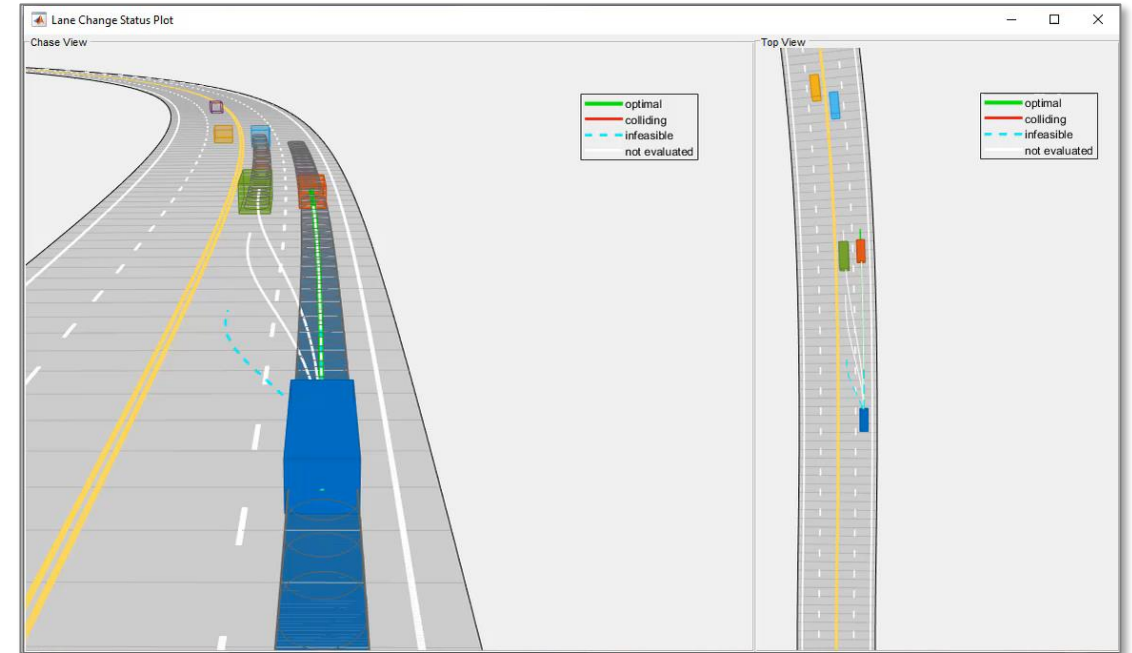 Lane Change Status Plot
Chase View
optimal
colliding
infeasible
not evaluated
Top View
optimal
colliding
infeasible
not evaluated